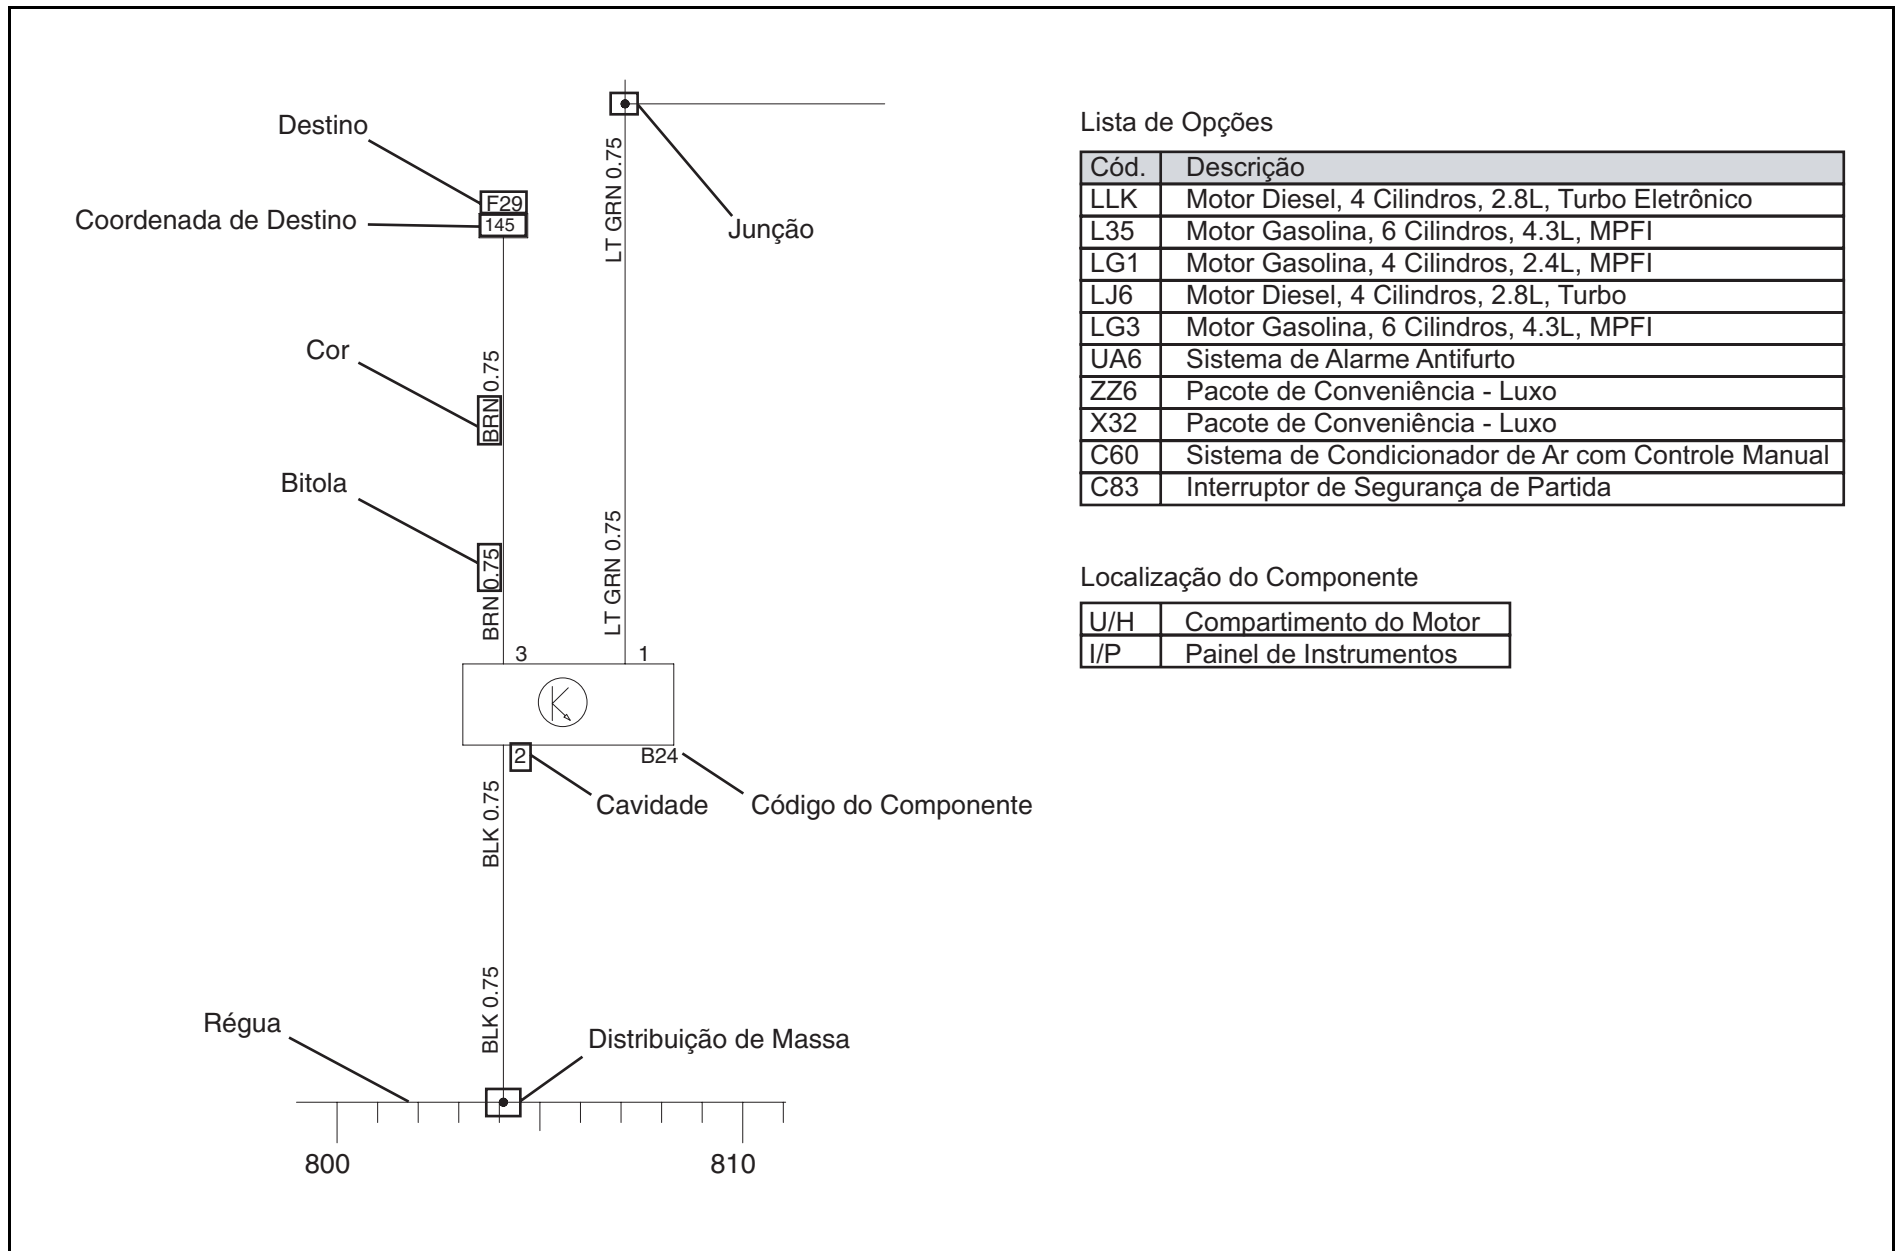 Destino
F29
Coordenada de Destino
145
LT GRN 0.75
Junção
Cor
BRN 0.75
Bitola
BRN 0.75
LT GRN 0.75
3
1
2
B24
Cavidade
Código do Componente
BLK 0.75
BLK 0.75
Régua
Distribuição de Massa
800
810
Lista de Opções
Cód. Descrição
LLK Motor Diesel, 4 Cilindros, 2.8L, Turbo Eletrônico
L35 Motor Gasolina, 6 Cilindros, 4.3L, MPFI
LG1 Motor Gasolina, 4 Cilindros, 2.4L, MPFI
LJ6 Motor Diesel, 4 Cilindros, 2.8L, Turbo
LG3 Motor Gasolina, 6 Cilindros, 4.3L, MPFI
UA6 Sistema de Alarme Antifurto
ZZ6 Pacote de Conveniência - Luxo
X32 Pacote de Conveniência - Luxo
C60 Sistema de Condicionador de Ar com Controle Manual
C83 Interruptor de Segurança de Partida
Localização do Componente
U/H Compartimento do Motor
I/P Painel de Instrumentos